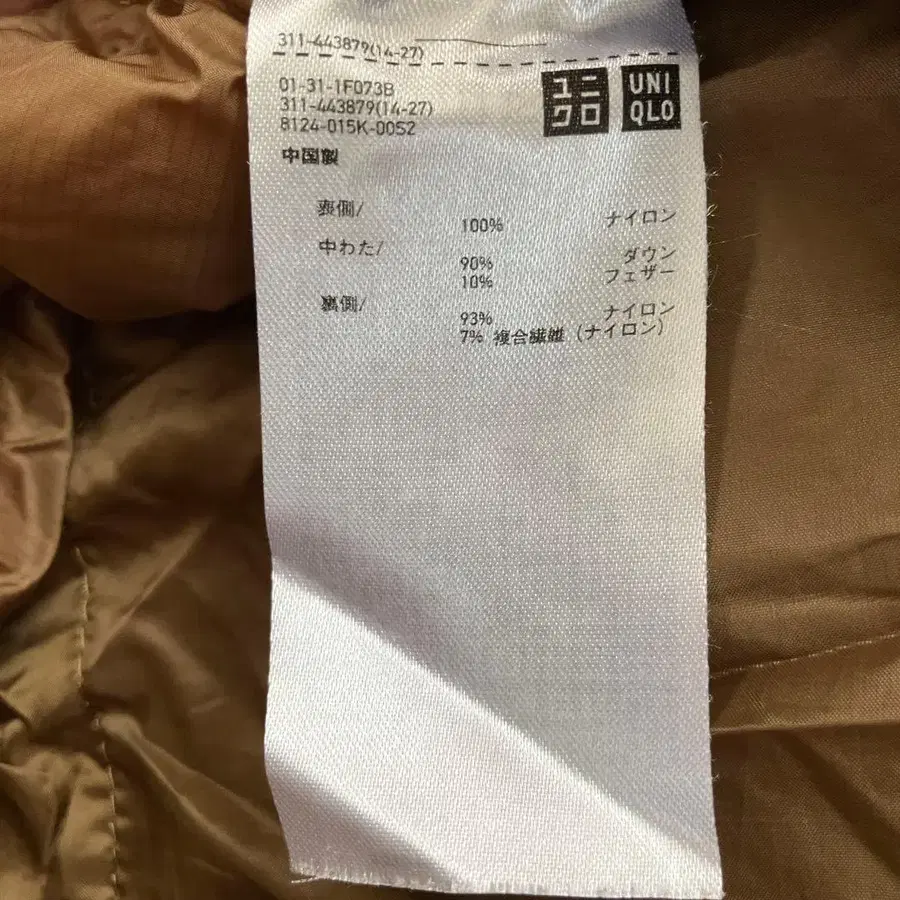 311-443879(14-27)
ユニ
クロ
UNI
QLO
01-31-1F073B
311-443879(14-27)
8124-015K-00S2
中国製
表側/
100% ナイロン
中わた/
90% ダウン
10% フェザー
裏側/
93% ナイロン
7% 複合繊維 (ナイロン)